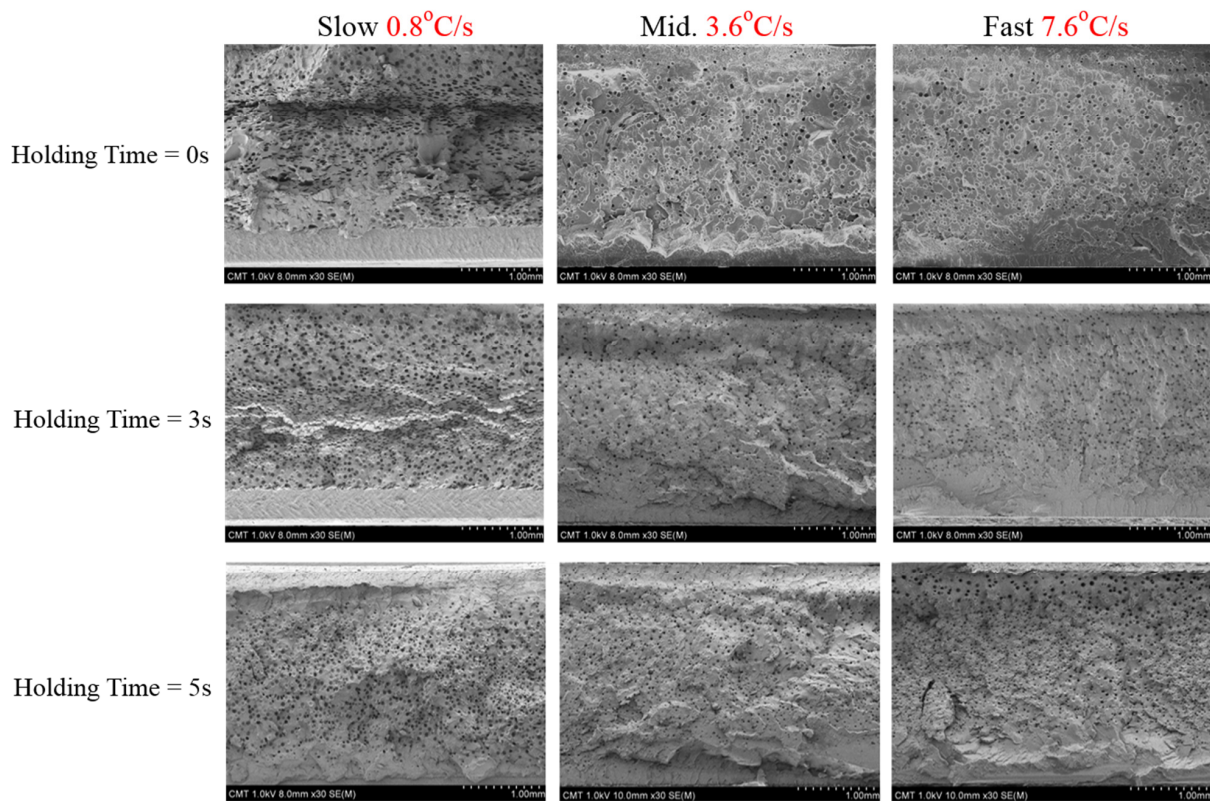 Slow 0.8°C/s
Mid. 3.6°C/s
Fast 7.6°C/s
Holding Time = 0s
CMT 1.0kV 8.0mm x30 SE(M) 1.00mm
CMT 1.0kV 8.0mm x30 SE(M) 1.00mm
CMT 1.0kV 8.0mm x30 SE(M) 1.00mm
Holding Time = 3s
CMT 1.0kV 8.0mm x30 SE(M) 1.00mm
CMT 1.0kV 8.0mm x30 SE(M) 1.00mm
CMT 1.0kV 8.0mm x30 SE(M) 1.00mm
Holding Time = 5s
CMT 1.0kV 8.0mm x30 SE(M) 1.00mm
CMT 1.0kV 10.0mm x30 SE(M) 1.00mm
CMT 1.0kV 10.0mm x30 SE(M) 1.00mm